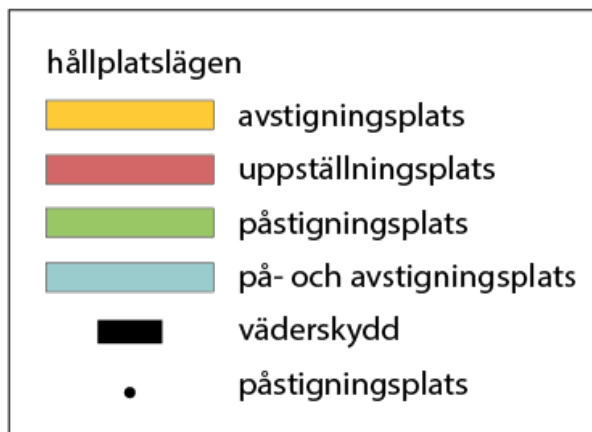 hållplatslägen
avstigningsplats
uppställningsplats
påstigningsplats
på- och avstigningsplats
väderskydd
påstigningsplats